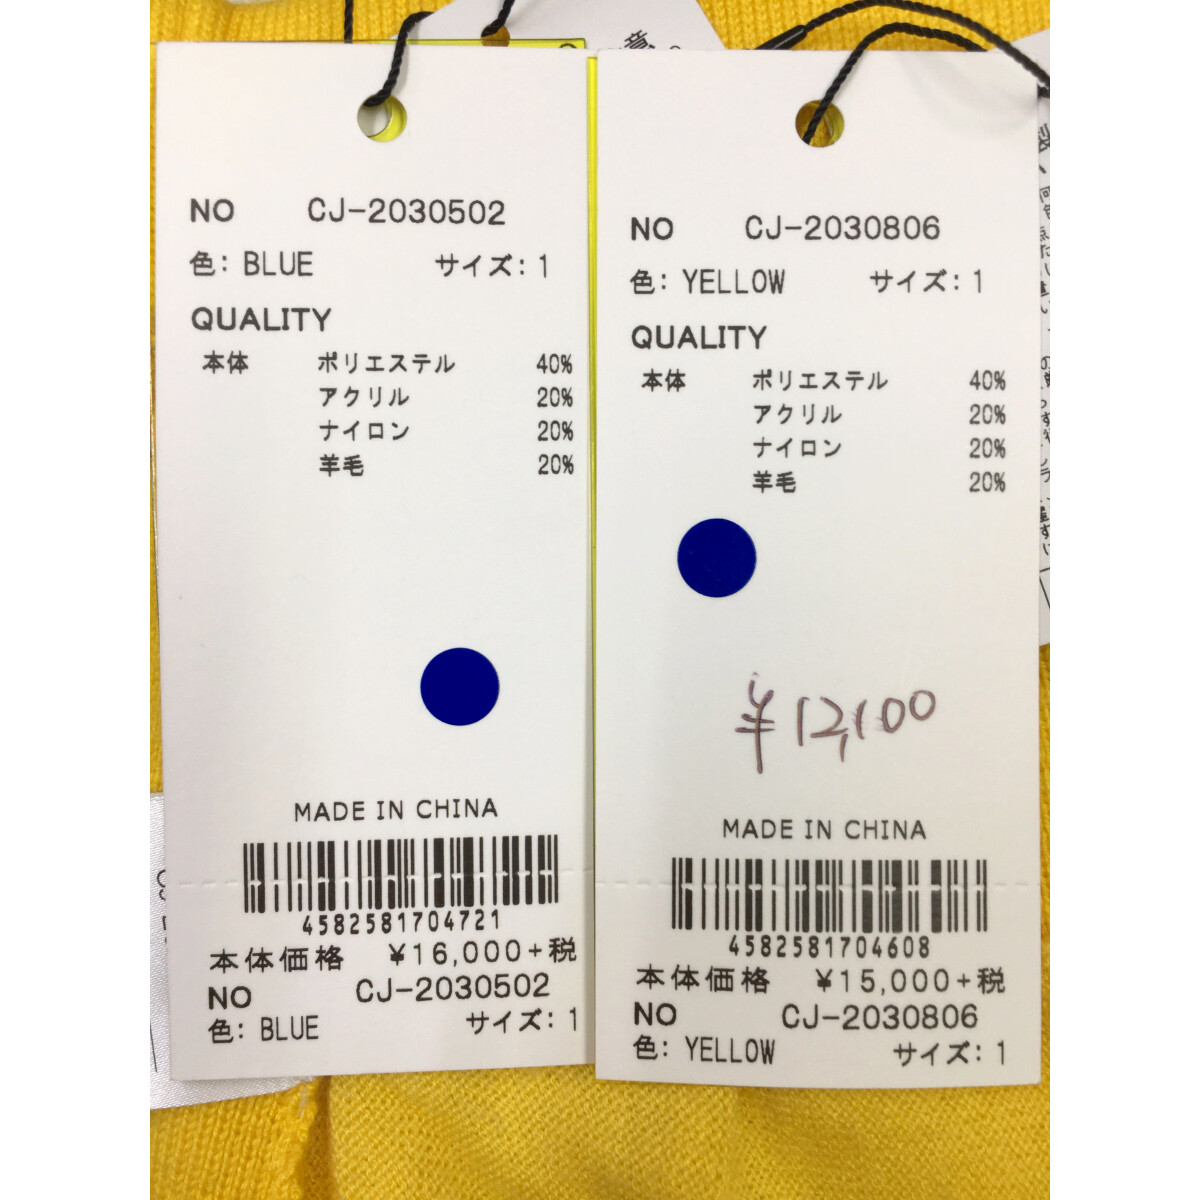 NO CJ-2030502
色: BLUE サイズ: 1
QUALITY
本体 ポリエステル 40%
アクリル 20%
ナイロン 20%
羊毛 20%
MADE IN CHINA
4582581704721
本体価格 ¥16,000+税
NO CJ-2030502
色: BLUE サイズ: 1
NO CJ-2030806
色: YELLOW サイズ: 1
QUALITY
本体 ポリエステル 40%
アクリル 20%
ナイロン 20%
羊毛 20%
¥12,100
MADE IN CHINA
4582581704608
本体価格 ¥15,000+税
NO CJ-2030806
色: YELLOW サイズ: 1